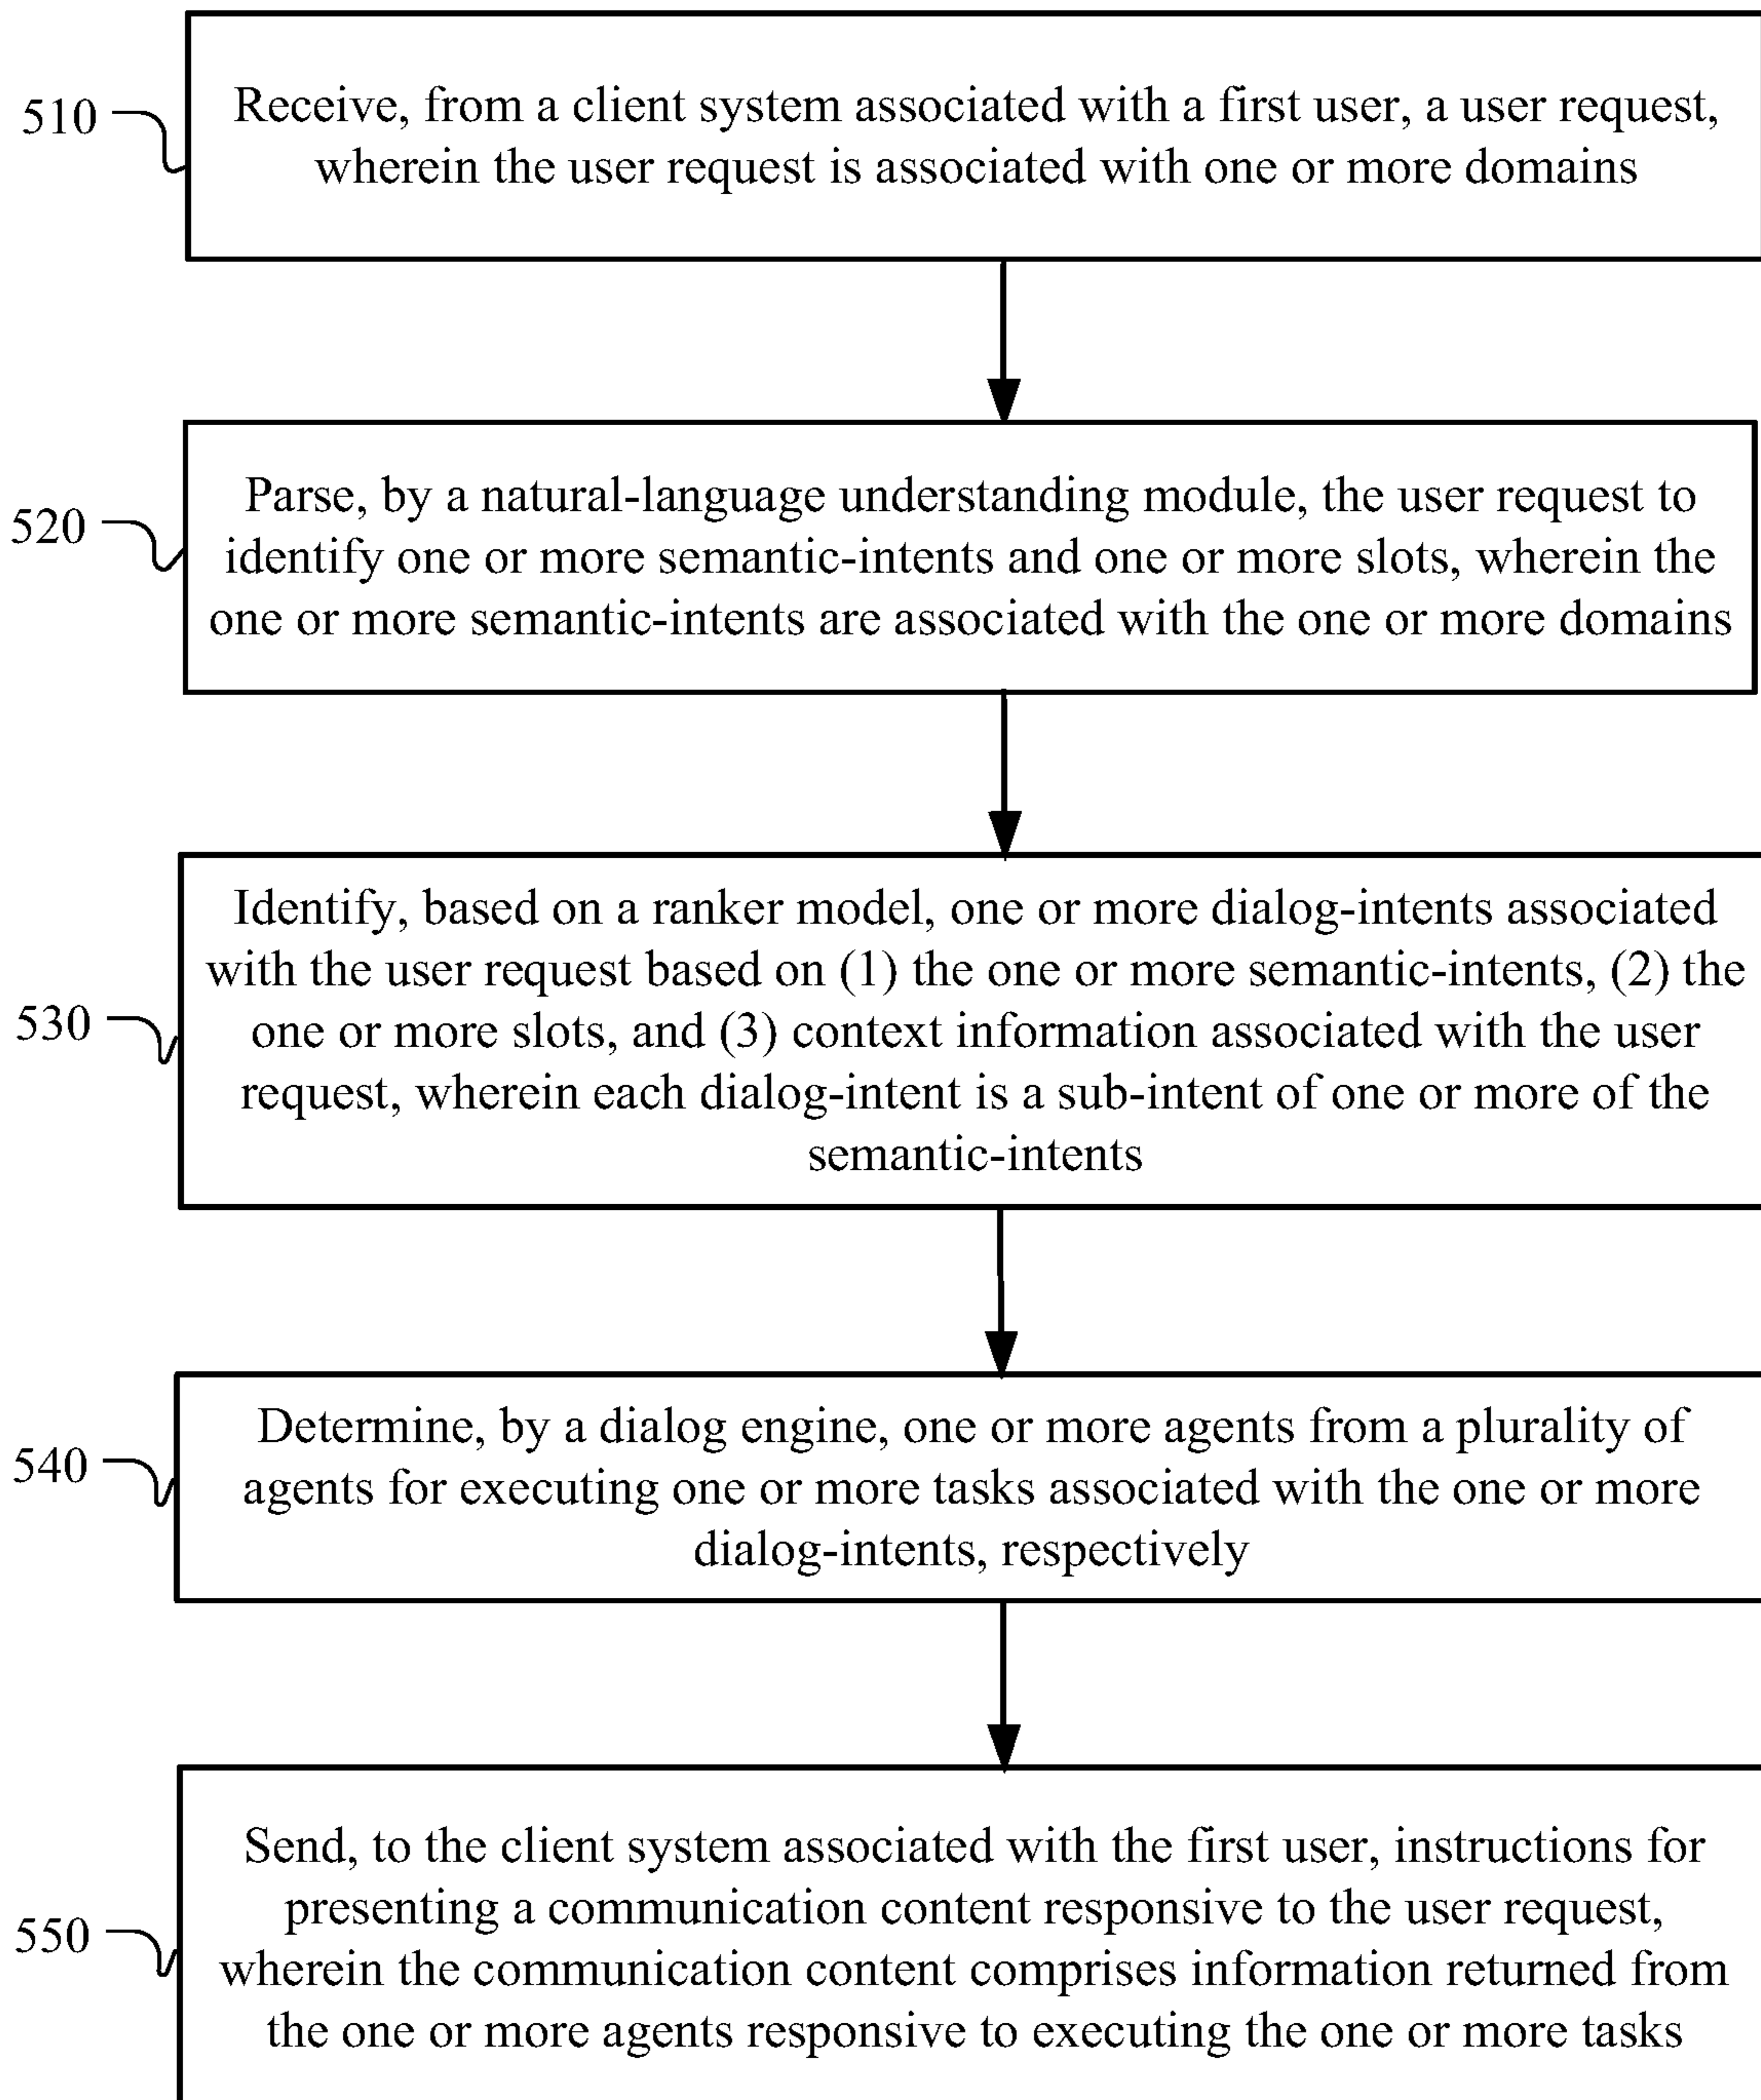 510
Receive, from a client system associated with a first user, a user request,
wherein the user request is associated with one or more domains
520
Parse, by a natural-language understanding module, the user request to
identify one or more semantic-intents and one or more slots, wherein the
one or more semantic-intents are associated with the one or more domains
530
Identify, based on a ranker model, one or more dialog-intents associated
with the user request based on (1) the one or more semantic-intents, (2) the
one or more slots, and (3) context information associated with the user
request, wherein each dialog-intent is a sub-intent of one or more of the
semantic-intents
540
Determine, by a dialog engine, one or more agents from a plurality of
agents for executing one or more tasks associated with the one or more
dialog-intents, respectively
550
Send, to the client system associated with the first user, instructions for
presenting a communication content responsive to the user request,
wherein the communication content comprises information returned from
the one or more agents responsive to executing the one or more tasks